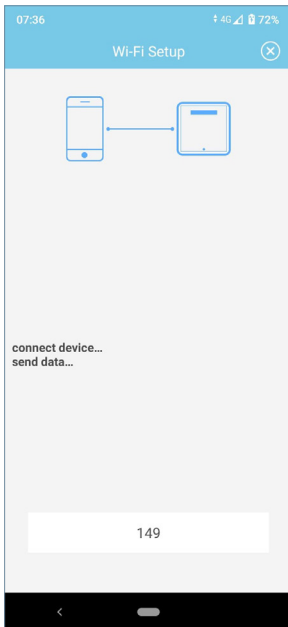 07:36
4G 72%
Wi-Fi Setup
connect device...
send data...
149